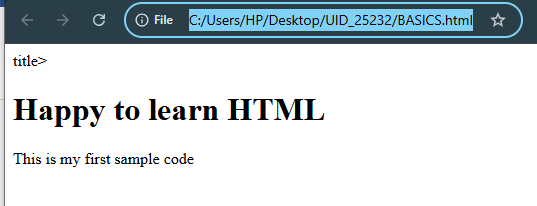 File C:/Users/HP/Desktop/UID_25232/BASICS.html
title>
Happy to learn HTML
This is my first sample code